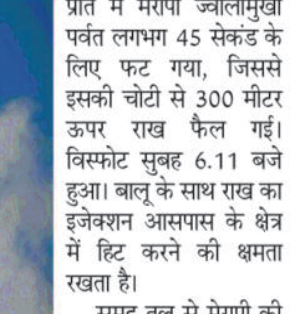 प्रांत में मेरापी ज्वालामुखी
पर्वत लगभग 45 सेकंड के
लिए फट गया, जिससे
इसकी चोटी से 300 मीटर
ऊपर राख फैल गई।
विस्फोट सुबह 6.11 बजे
हुआ। बालू के साथ राख का
इजेक्शन आसपास के क्षेत्र
में हिट करने की क्षमता
रखता है।
से मेरापी की